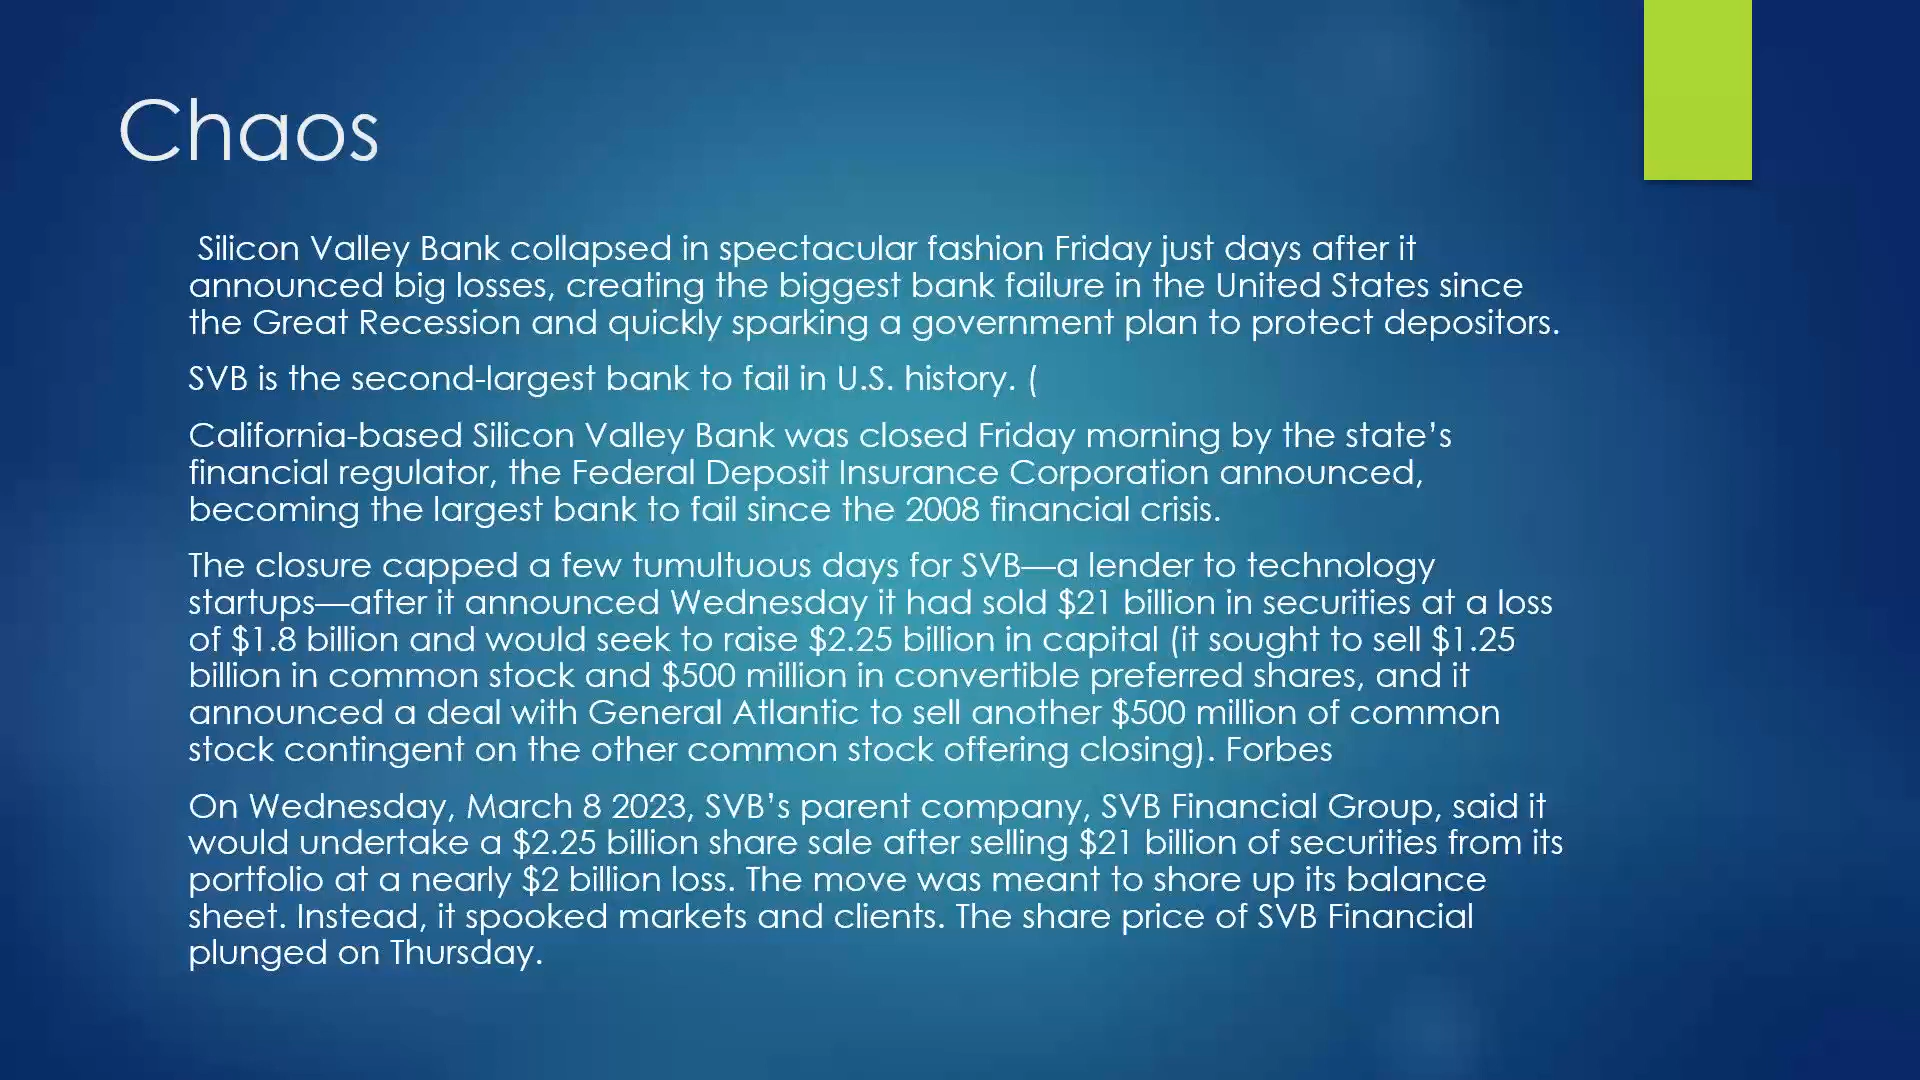 Chaos
Silicon Valley Bank collapsed in spectacular fashion Friday just days after it
announced big losses, creating the biggest bank failure in the United States since
the Great Recession and quickly sparking a government plan to protect depositors.
SVB is the second-largest bank to fail in U.S. history. (
California-based Silicon Valley Bank was closed Friday morning by the state’s
financial regulator, the Federal Deposit Insurance Corporation announced,
becoming the largest bank to fail since the 2008 financial crisis.
The closure capped a few tumultuous days for SVB—a lender to technology
startups—after it announced Wednesday it had sold $21 billion in securities at a loss
of $1.8 billion and would seek to raise $2.25 billion in capital (it sought to sell $1.25
billion in common stock and $500 million in convertible preferred shares, and it
announced a deal with General Atlantic to sell another $500 million of common
stock contingent on the other common stock offering closing). Forbes
On Wednesday, March 8 2023, SVB’s parent company, SVB Financial Group, said it
would undertake a $2.25 billion share sale after selling $21 billion of securities from its
portfolio at a nearly $2 billion loss. The move was meant to shore up its balance
sheet. Instead, it spooked markets and clients. The share price of SVB Financial
plunged on Thursday.